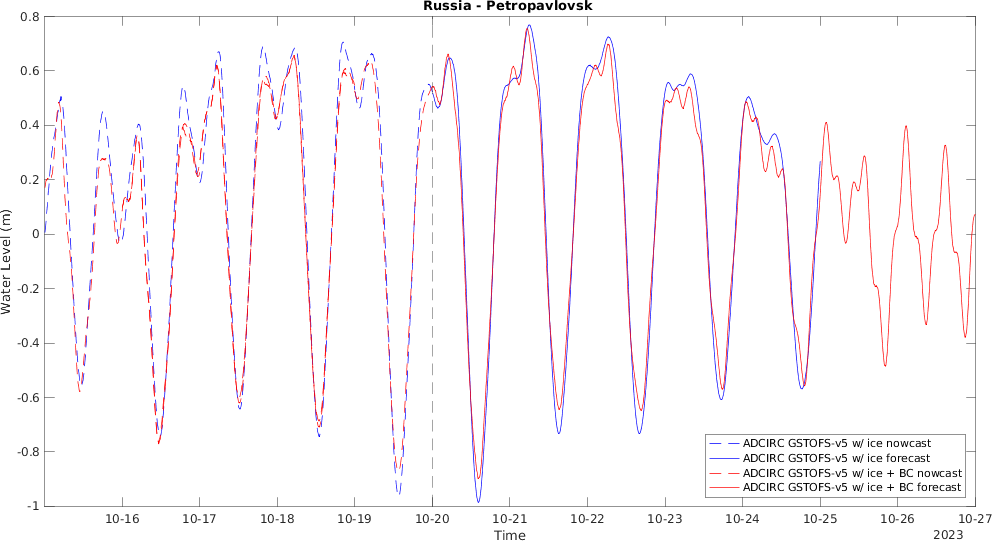 Russia - Petropavlovsk
Water Level (m)
0.8
0.6
0.4
0.2
0
-0.2
-0.4
-0.6
-0.8
-1
ADCIRC GSTOFS-v5 w/ ice nowcast
ADCIRC GSTOFS-v5 w/ ice forecast
ADCIRC GSTOFS-v5 w/ ice + BC nowcast
ADCIRC GSTOFS-v5 w/ ice + BC forecast
10-16 10-17 10-18 10-19 10-20 10-21 10-22 10-23 10-24 10-25 10-26 10-27
Time
2023